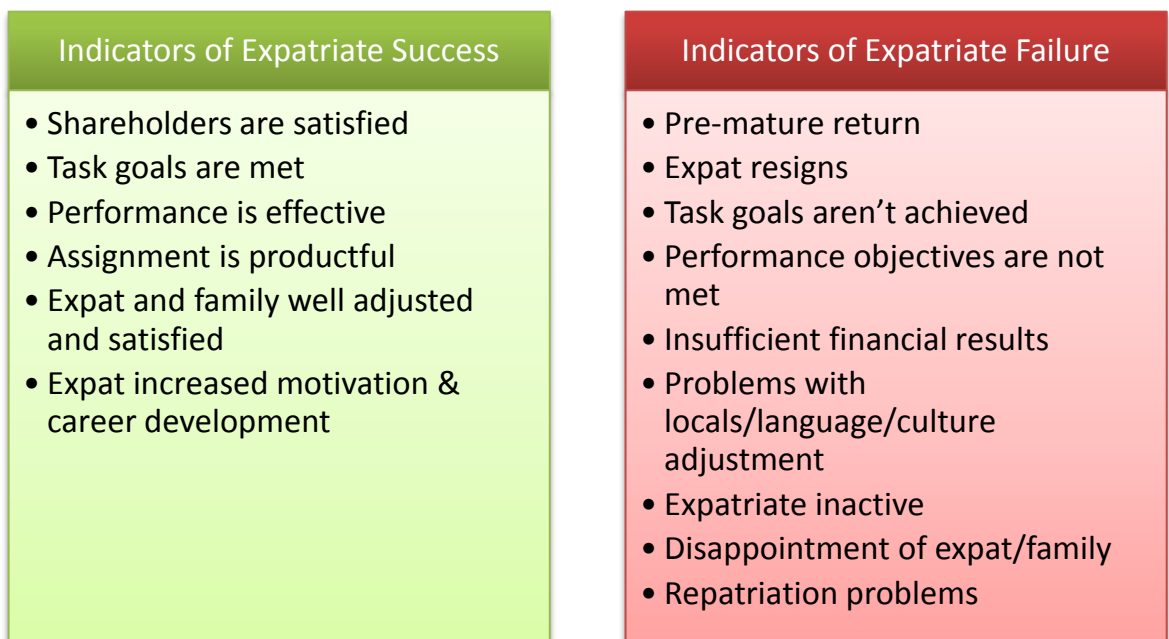 Indicators of Expatriate Success
• Shareholders are satisfied
• Task goals are met
• Performance is effective
• Assignment is productful
• Expat and family well adjusted
and satisfied
• Expat increased motivation &
career development
Indicators of Expatriate Failure
• Pre-mature return
• Expat resigns
• Task goals aren’t achieved
• Performance objectives are not
met
• Insufficient financial results
• Problems with
locals/language/culture
adjustment
• Expatriate inactive
• Disappointment of expat/family
• Repatriation problems